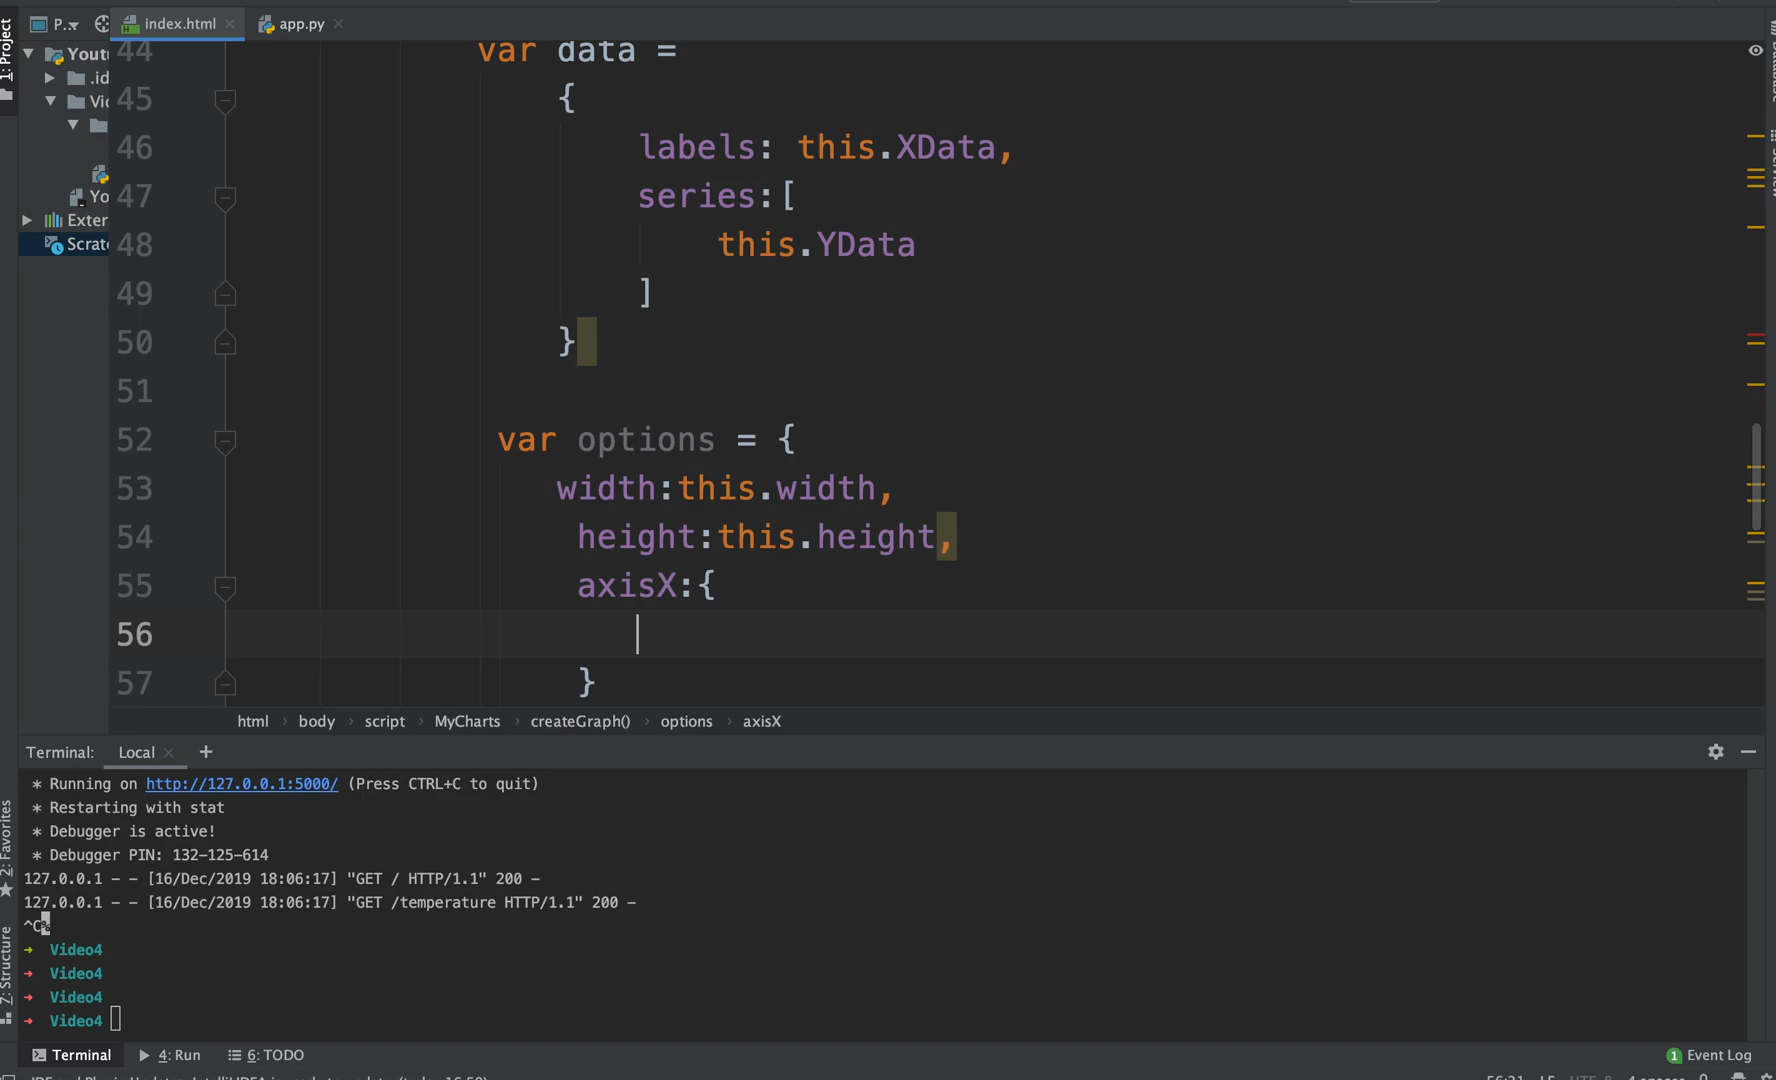 1: Project
P...
index.html
app.py
Youtu
.id
Vid
Yo
Exter
Scratc
44 var data =
45 {
46 labels: this.XData,
47 series:[
48 this.YData
49 ]
50 }
51
52 var options = {
53 width:this.width,
54 height:this.height,
55 axisX:{
56
57 }
html › body › script › MyCharts › createGraph() › options › axisX
Terminal: Local +
* Running on http://127.0.0.1:5000/ (Press CTRL+C to quit)
* Restarting with stat
* Debugger is active!
* Debugger PIN: 132-125-614
127.0.0.1 - - [16/Dec/2019 18:06:17] "GET / HTTP/1.1" 200 -
127.0.0.1 - - [16/Dec/2019 18:06:17] "GET /temperature HTTP/1.1" 200 -
^C%
→ Video4
→ Video4
→ Video4
→ Video4
2: Favorites
7: Structure
Terminal 4: Run 6: TODO
1 Event Log